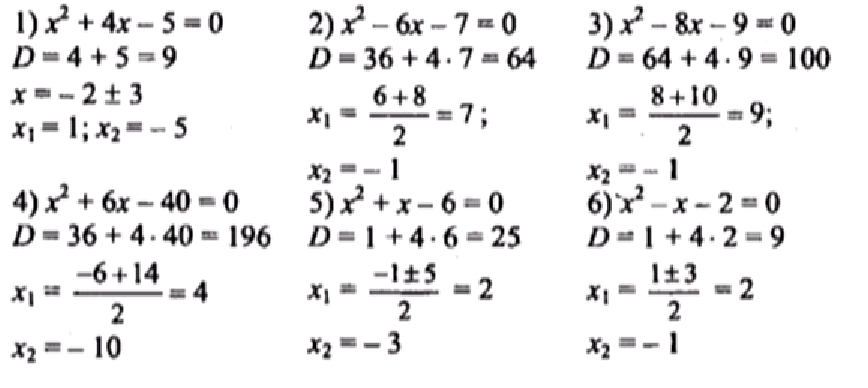 1) x² + 4x − 5 = 0
D = 4 + 5 = 9
x = − 2 ± 3
x₁ = 1; x₂ = − 5
2) x² − 6x − 7 = 0
D = 36 + 4 · 7 = 64
x₁ = (6 + 8)/2 = 7;
x₂ = − 1
3) x² − 8x − 9 = 0
D = 64 + 4 · 9 = 100
x₁ = (8 + 10)/2 = 9;
x₂ = − 1
4) x² + 6x − 40 = 0
D = 36 + 4 · 40 = 196
x₁ = (−6 + 14)/2 = 4
x₂ = − 10
5) x² + x − 6 = 0
D = 1 + 4 · 6 = 25
x₁ = (−1 ± 5)/2 = 2
x₂ = − 3
6) x² − x − 2 = 0
D = 1 + 4 · 2 = 9
x₁ = (1 ± 3)/2 = 2
x₂ = − 1